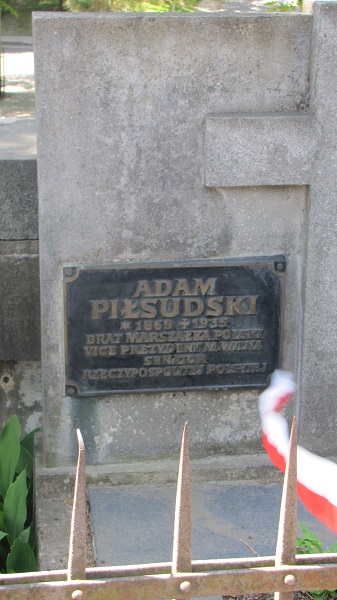 ADAM
PIŁSUDSKI
* 1869 + 1935
BRAT MARSZAŁKA POLSKI
VICE PREZYDENT M. WILNA
SENATOR
RZECZYPOSPOLITEJ POLSKIEJ